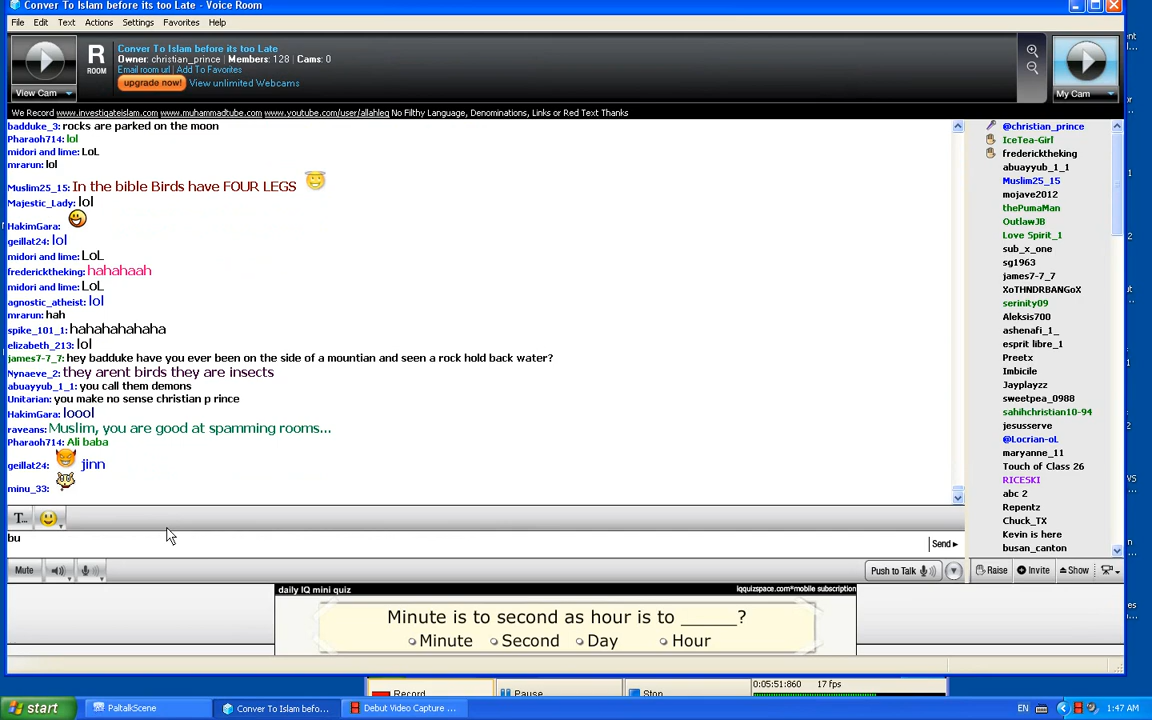 Conver To Islam before its too Late - Voice Room
File Edit Text Actions Settings Favorites Help
View Cam
R
ROOM
Conver To Islam before its too Late
Owner: christian_prince | Members: 128 | Cams: 0
Email room url | Add To Favorites
upgrade now! View unlimited Webcams
My Cam
We Record www.investigateislam.com www.muhammadtube.com www.youtube.com/user/allahleg No Filthy Language, Denominations, Links or Red Text Thanks
badduke_3: rocks are parked on the moon
Pharaoh714: lol
midori and lime: LoL
mrarun: lol
Muslim25_15: In the bible Birds have FOUR LEGS
Majestic_Lady: lol
HakimGara:
geillat24: lol
midori and lime: LoL
fredericktheking: hahahaah
midori and lime: LoL
agnostic_atheist: lol
mrarun: hah
spike_101_1: hahahahahaha
elizabeth_213: lol
james7-7_7: hey badduke have you ever been on the side of a mountian and seen a rock hold back water?
Nynaeve_2: they arent birds they are insects
abuayyub_1_1: you call them demons
Unitarian: you make no sense christian p rince
HakimGara: loool
raveans: Muslim, you are good at spamming rooms...
Pharaoh714: Ali baba
geillat24: jinn
minu_33:
@christian_prince
IceTea-Girl
fredericktheking
abuayyub_1_1
Muslim25_15
mojave2012
thePumaMan
OutlawJB
Love Spirit_1
sub_x_one
sg1963
james7-7_7
XoTHNDRBANGoX
serinity09
Aleksis700
ashenafi_1_
esprit libre_1
Preetx
Imbicile
Jayplayzz
sweetpea_0988
sahihchristian10-94
jesusserve
@Locrian-oL
maryanne_11
Touch of Class 26
RICESKI
abc 2
Repentz
Chuck_TX
Kevin is here
busan_canton
T...
bu
Send
Mute
Push to Talk
Raise Invite Show
daily IQ mini quiz
iqquizspace.com*mobile subscription
Minute is to second as hour is to _____?
Minute Second Day Hour
Record Pause Stop
0:05:51:860 17 fps
start
PaltalkScene
Conver To Islam befo...
Debut Video Capture ...
EN
1:47 AM